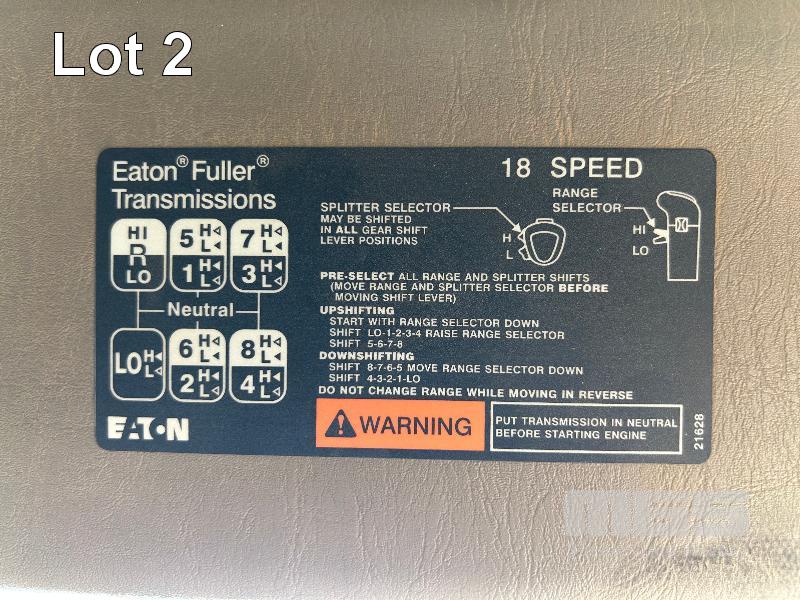 Lot 2
Eaton® Fuller®
Transmissions
18 SPEED
HI
R
LO
5 H L
7 H L
1 H L
3 H L
Neutral
LO H L
6 H L
8 H L
2 H L
4 H L
EATON
SPLITTER SELECTOR
MAY BE SHIFTED
IN ALL GEAR SHIFT
LEVER POSITIONS
H
L
RANGE
SELECTOR
HI
LO
PRE-SELECT ALL RANGE AND SPLITTER SHIFTS
(MOVE RANGE AND SPLITTER SELECTOR BEFORE
MOVING SHIFT LEVER)
UPSHIFTING
START WITH RANGE SELECTOR DOWN
SHIFT LO-1-2-3-4 RAISE RANGE SELECTOR
SHIFT 5-6-7-8
DOWNSHIFTING
SHIFT 8-7-6-5 MOVE RANGE SELECTOR DOWN
SHIFT 4-3-2-1-LO
DO NOT CHANGE RANGE WHILE MOVING IN REVERSE
WARNING
PUT TRANSMISSION IN NEUTRAL
BEFORE STARTING ENGINE
21628